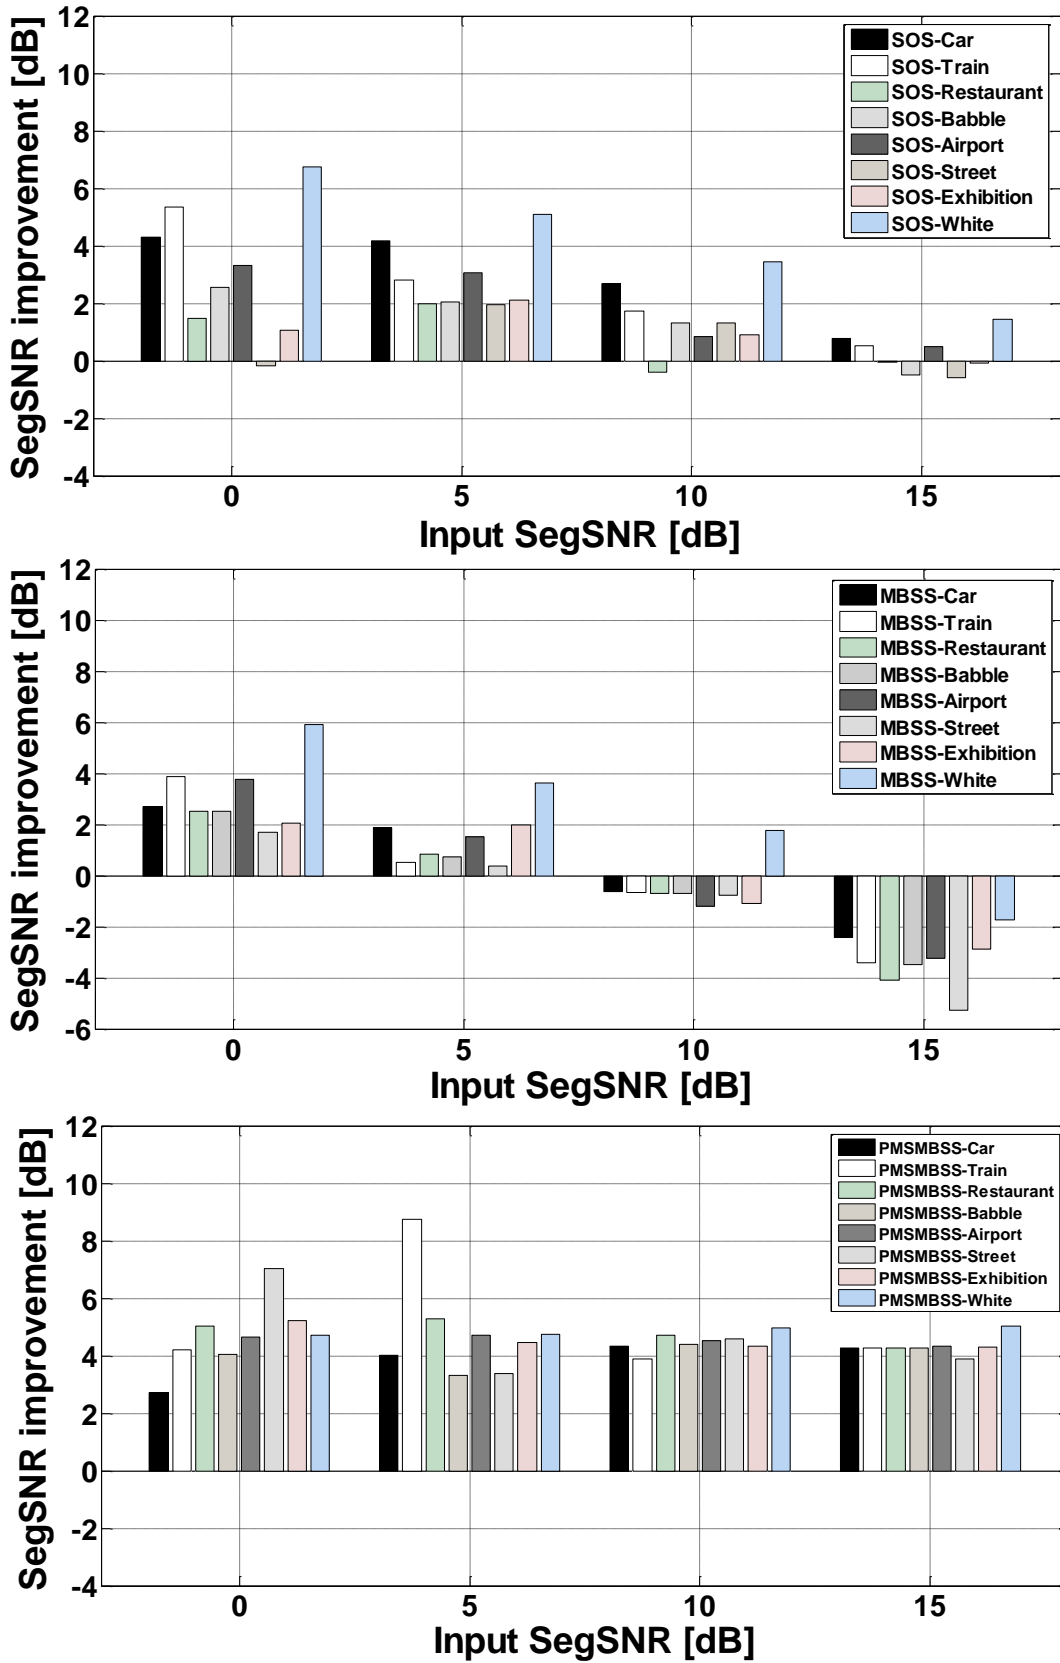 SegSNR improvement [dB]
12
10
8
6
4
2
0
-2
-4
SOS-Car
SOS-Train
SOS-Restaurant
SOS-Babble
SOS-Airport
SOS-Street
SOS-Exhibition
SOS-White
0 5 10 15
Input SegSNR [dB]
SegSNR improvement [dB]
12
10
8
6
4
2
0
-2
-4
-6
MBSS-Car
MBSS-Train
MBSS-Restaurant
MBSS-Babble
MBSS-Airport
MBSS-Street
MBSS-Exhibition
MBSS-White
0 5 10 15
Input SegSNR [dB]
SegSNR improvement [dB]
12
10
8
6
4
2
0
-2
-4
PMSMBSS-Car
PMSMBSS-Train
PMSMBSS-Restaurant
PMSMBSS-Babble
PMSMBSS-Airport
PMSMBSS-Street
PMSMBSS-Exhibition
PMSMBSS-White
0 5 10 15
Input SegSNR [dB]